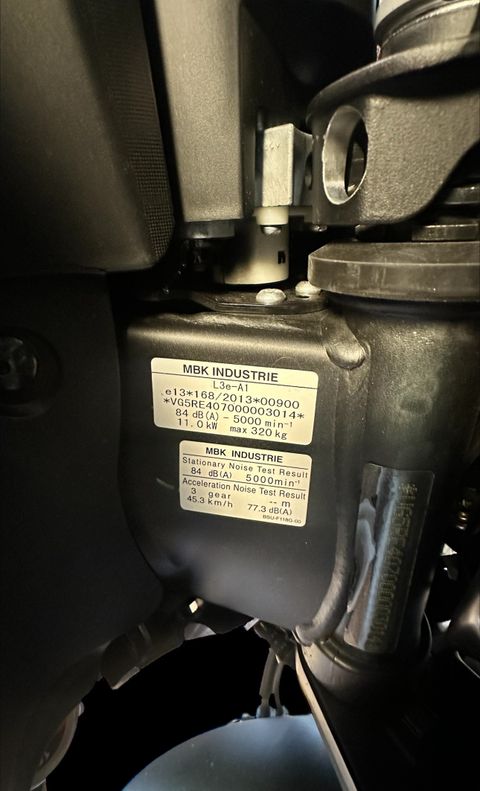 MBK INDUSTRIE
L3e-A1
e13*168/2013*00900
*VG5RE407000003014*
84 dB(A) - 5000 min⁻¹
11.0 kW max 320 kg
MBK INDUSTRIE
Stationary Noise Test Result
84 dB(A) 5000min⁻¹
Acceleration Noise Test Result
3 gear -- m
45.3 km/h 77.3 dB(A)
BSU-F118G-00